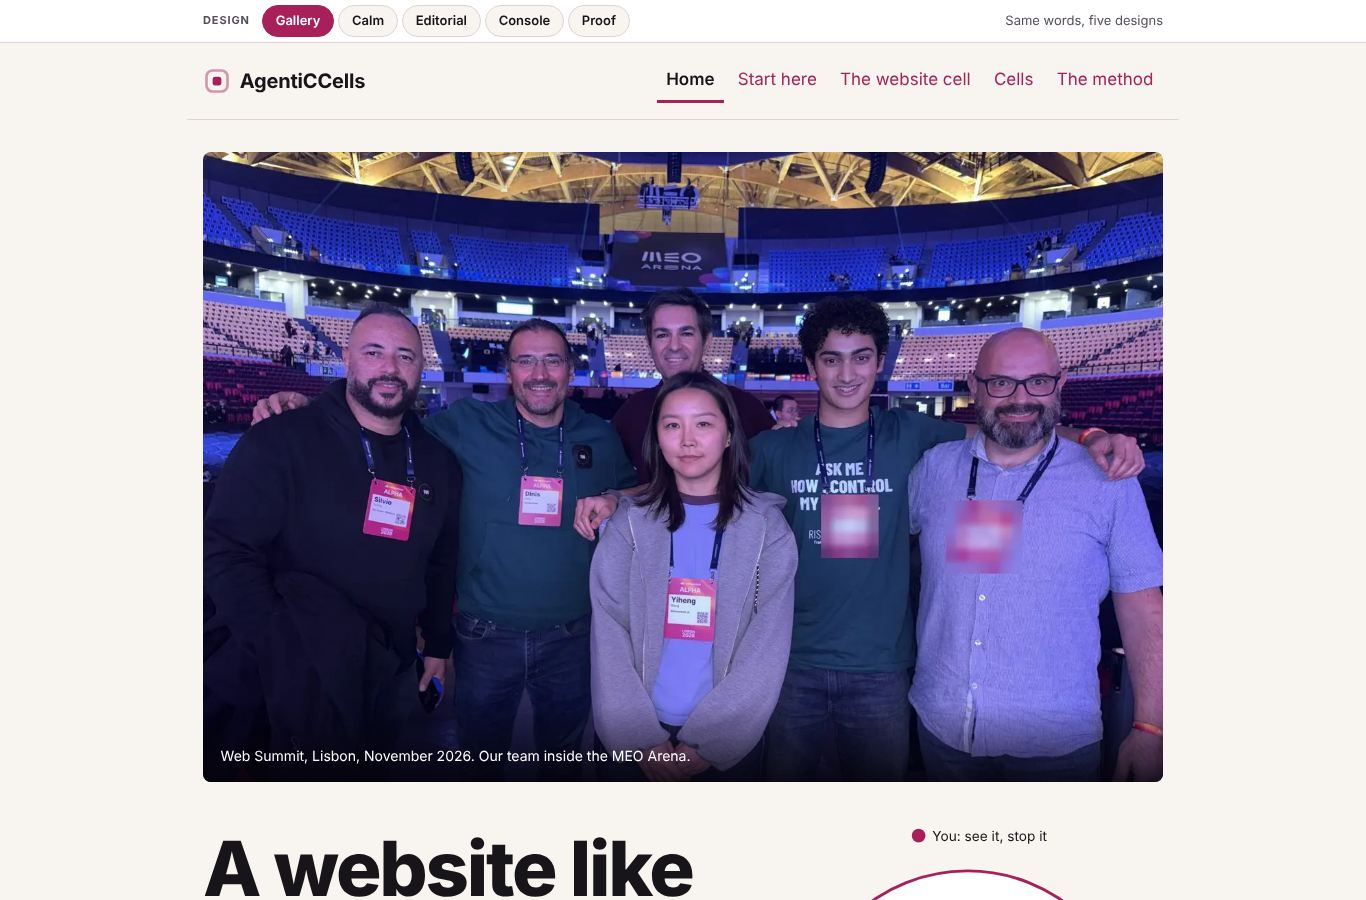 DESIGN
Gallery
Calm
Editorial
Console
Proof
Same words, five designs
AgentiCCells
Home
Start here
The website cell
Cells
The method
MEO
ARENA
ALPHA
Silvio
ALPHA
Dinis
ALPHA
Yiheng
ASK ME
HOW I CONTROL
MY
Web Summit, Lisbon, November 2026. Our team inside the MEO Arena.
A website like
You: see it, stop it